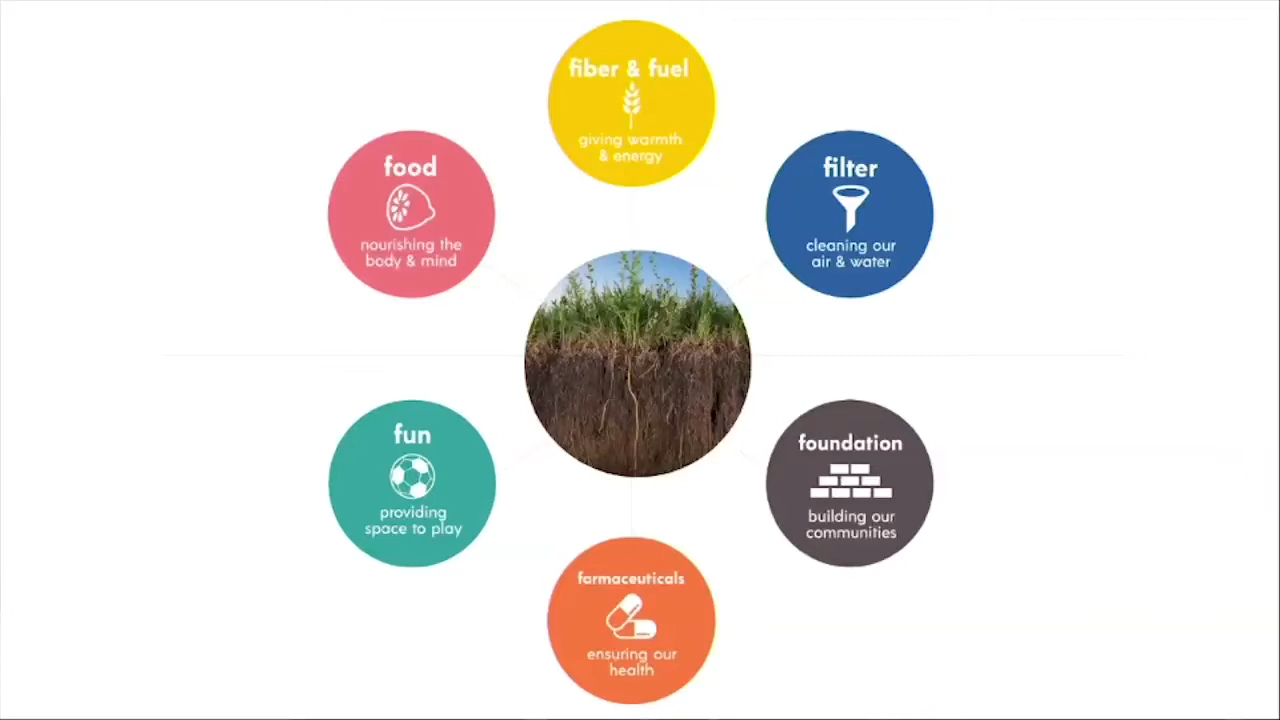 fiber & fuel
giving warmth
& energy
food
nourishing the
body & mind
filter
cleaning our
air & water
fun
providing
space to play
foundation
building our
communities
farmaceuticals
ensuring our
health